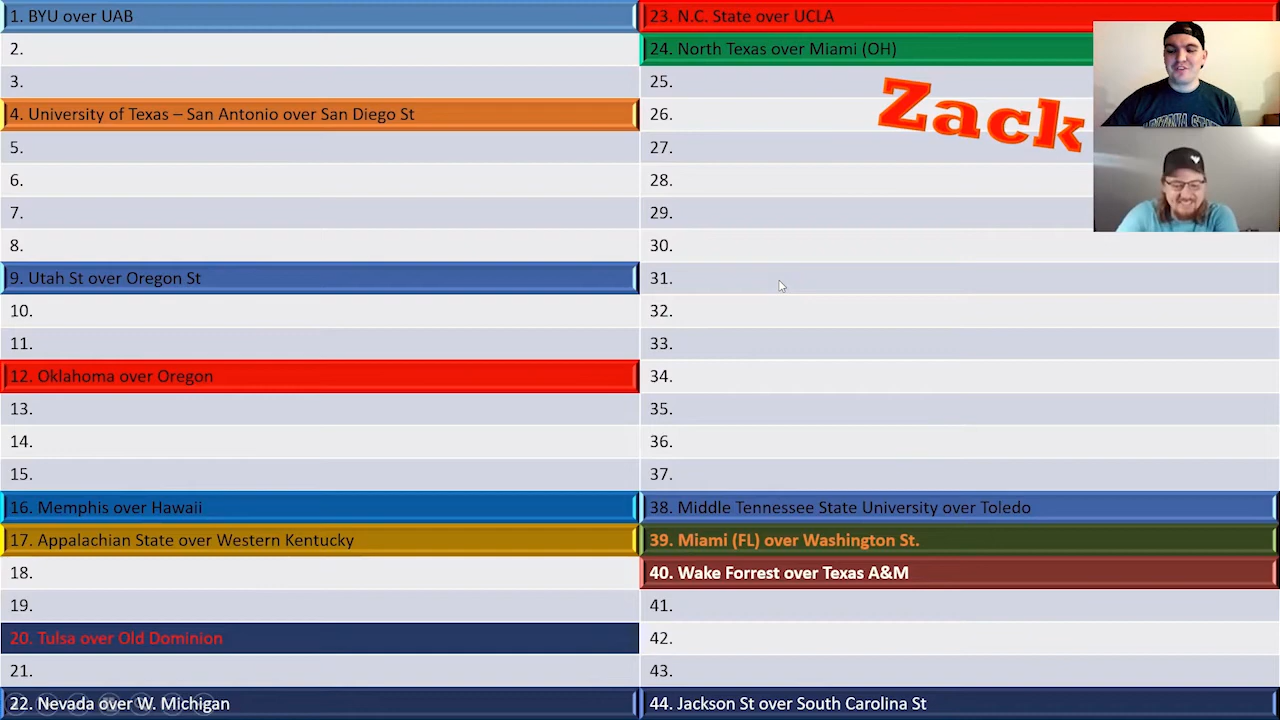 1. BYU over UAB
2.
3.
4. University of Texas – San Antonio over San Diego St
5.
6.
7.
8.
9. Utah St over Oregon St
10.
11.
12. Oklahoma over Oregon
13.
14.
15.
16. Memphis over Hawaii
17. Appalachian State over Western Kentucky
18.
19.
20. Tulsa over Old Dominion
21.
22. Nevada over W. Michigan
23. N.C. State over UCLA
24. North Texas over Miami (OH)
25.
26.
27.
28.
29.
30.
31.
32.
33.
34.
35.
36.
37.
38. Middle Tennessee State University over Toledo
39. Miami (FL) over Washington St.
40. Wake Forrest over Texas A&M
41.
42.
43.
44. Jackson St over South Carolina St
Zack